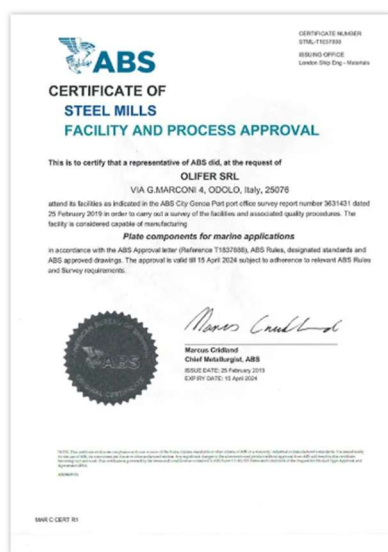 CERTIFICATE NUMBER
STML-T1837888
ISSUING OFFICE
London Ship Eng - Materials
ABS
CERTIFICATE OF
STEEL MILLS
FACILITY AND PROCESS APPROVAL
This is to certify that a representative of ABS did, at the request of
OLIFER SRL
VIA G.MARCONI 4, ODOLO, Italy, 25076
attend its facilities as indicated in the ABS City Genoa Port port office survey report number 3631431 dated
25 February 2019 in order to carry out a survey of the facilities and associated quality procedures. The
facility is considered capable of manufacturing
Plate components for marine applications
in accordance with the ABS Approval letter (Reference T1837888), ABS Rules, designated standards and
ABS approved drawings. The approval is valid till 15 April 2024 subject to adherence to relevant ABS Rules
and Survey requirements.
Marcus Cridland
Marcus Cridland
Chief Metallurgist, ABS
ISSUE DATE: 25 February 2019
EXPIRY DATE: 15 April 2024
ABS
MAR C CERT R1